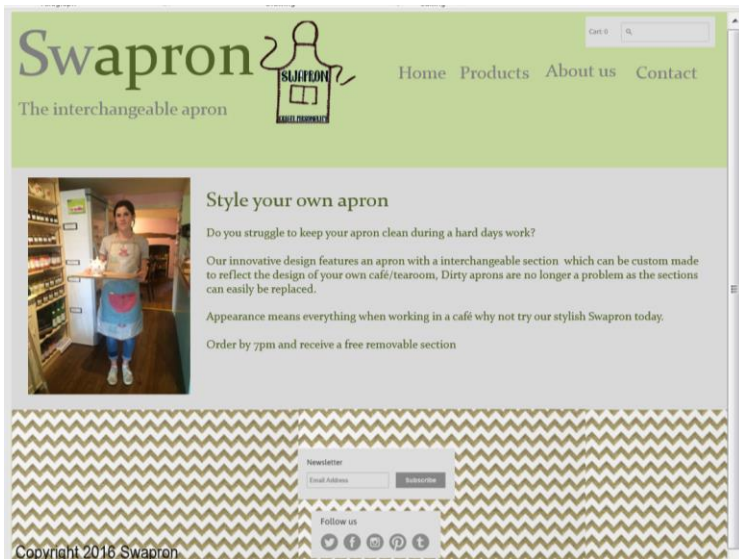 Cart: 0
Swapron
SWAPRON
Home Products About us Contact
The interchangeable apron
Style your own apron
Do you struggle to keep your apron clean during a hard days work?
Our innovative design features an apron with a interchangeable section which can be custom made
to reflect the design of your own café/tearoom, Dirty aprons are no longer a problem as the sections
can easily be replaced.
Appearance means everything when working in a café why not try our stylish Swapron today.
Order by 7pm and receive a free removable section
Newsletter
Email Address Subscribe
Follow us
Copyright 2016 Swapron